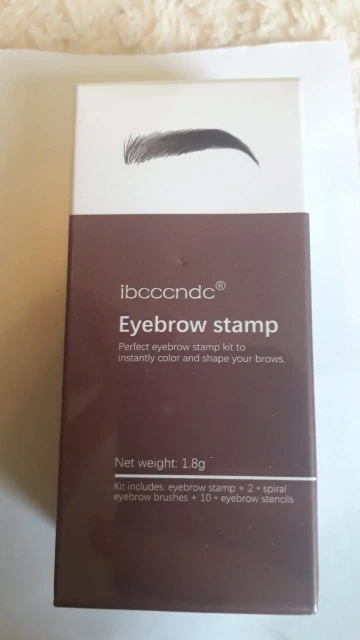 ibcccndc®
Eyebrow stamp
Perfect eyebrow stamp kit to
instantly color and shape your brows.
Net weight: 1.8g
Kit includes: eyebrow stamp + 2 * spiral
eyebrow brushes + 10 * eyebrow stencils